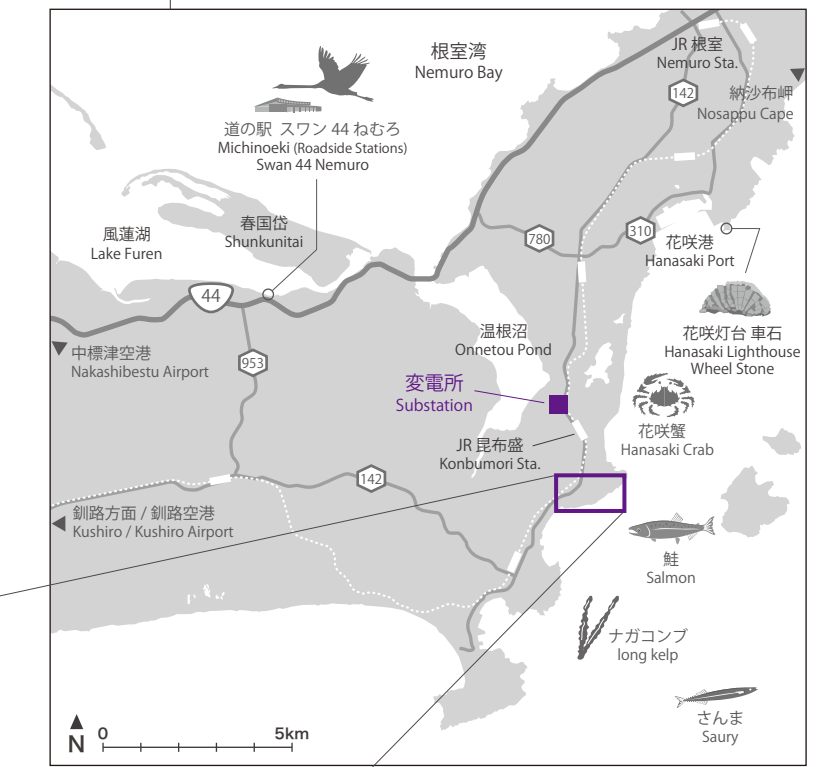 根室湾
Nemuro Bay
JR 根室
Nemuro Sta.
142
納沙布岬
Nosappu Cape
道の駅 スワン 44 ねむろ
Michinoeki (Roadside Stations)
Swan 44 Nemuro
春国岱
Shunkunitai
風蓮湖
Lake Furen
780
310
花咲港
Hanasaki Port
44
温根沼
Onnetou Pond
花咲灯台 車石
Hanasaki Lighthouse
Wheel Stone
中標津空港
Nakashibestu Airport
953
変電所
Substation
花咲蟹
Hanasaki Crab
JR 昆布盛
Konbumori Sta.
142
釧路方面 / 釧路空港
Kushiro / Kushiro Airport
鮭
Salmon
ナガコンブ
long kelp
さんま
Saury
N
0
5km